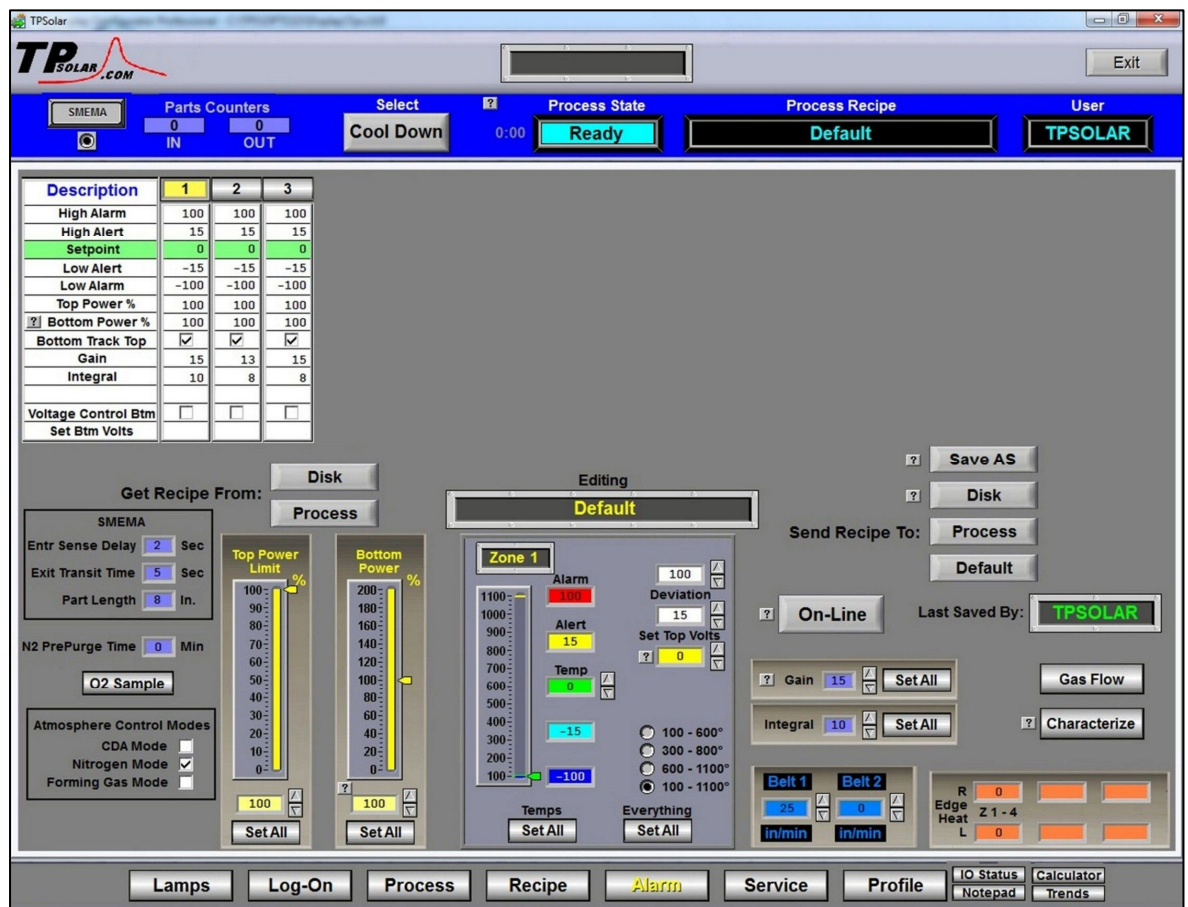 TPSolar
TP SOLAR .COM
Exit
SMEMA
Parts Counters
0 0
IN OUT
Select
Cool Down
?
0:00
Process State
Ready
Process Recipe
Default
User
TPSOLAR
Description 1 2 3
High Alarm 100 100 100
High Alert 15 15 15
Setpoint 0 0 0
Low Alert -15 -15 -15
Low Alarm -100 -100 -100
Top Power % 100 100 100
? Bottom Power % 100 100 100
Bottom Track Top
Gain 15 13 15
Integral 10 8 8
Voltage Control Btm
Set Btm Volts
Get Recipe From:
Disk
Process
SMEMA
Entr Sense Delay 2 Sec
Exit Transit Time 5 Sec
Part Length 8 In.
N2 PrePurge Time 0 Min
O2 Sample
Atmosphere Control Modes
CDA Mode
Nitrogen Mode
Forming Gas Mode
Top Power
Limit
%
100
90
80
70
60
50
40
30
20
10
0
100
Set All
Bottom
Power
%
200
180
160
140
120
100
80
60
40
20
0
?
100
Set All
Editing
Default
Zone 1
1100
1000
900
800
700
600
500
400
300
200
100
Alarm
100
Alert
15
Temp
0
-15
-100
100
Deviation
15
Set Top Volts
? 0
100 - 600°
300 - 800°
600 - 1100°
100 - 1100°
Temps
Set All
Everything
Set All
? Save AS
? Disk
Send Recipe To: Process
Default
? On-Line
Last Saved By: TPSOLAR
? Gain 15 Set All
Integral 10 Set All
Gas Flow
? Characterize
Belt 1 Belt 2
25 0
in/min in/min
R 0
Edge
Heat Z 1 - 4
L 0
Lamps Log-On Process Recipe Alarm Service Profile
IO Status Calculator
Notepad Trends